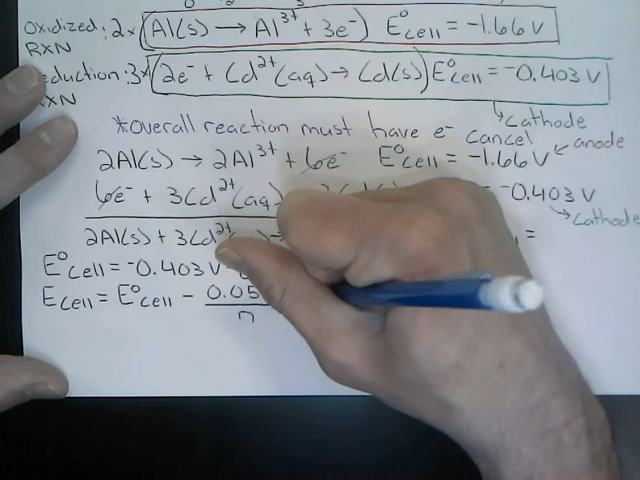 Oxidized: 2x (Al(s) → Al³⁺ + 3e⁻) E°cell = -1.66 V
RXN
eduction: 3x (2e⁻ + Cd²⁺(aq) → Cd(s)) E°cell = -0.403 V
XN
↳ Cathode
*Overall reaction must have e⁻ cancel
2Al(s) → 2Al³⁺ + 6e⁻ E°cell = -1.66 V ↙ anode
6e⁻ + 3Cd²⁺(aq) -0.403 V
↳ Cathode
2Al(s) + 3Cd²⁺ =
E°cell = -0.403 V
Ecell = E°cell - 0.05 / n